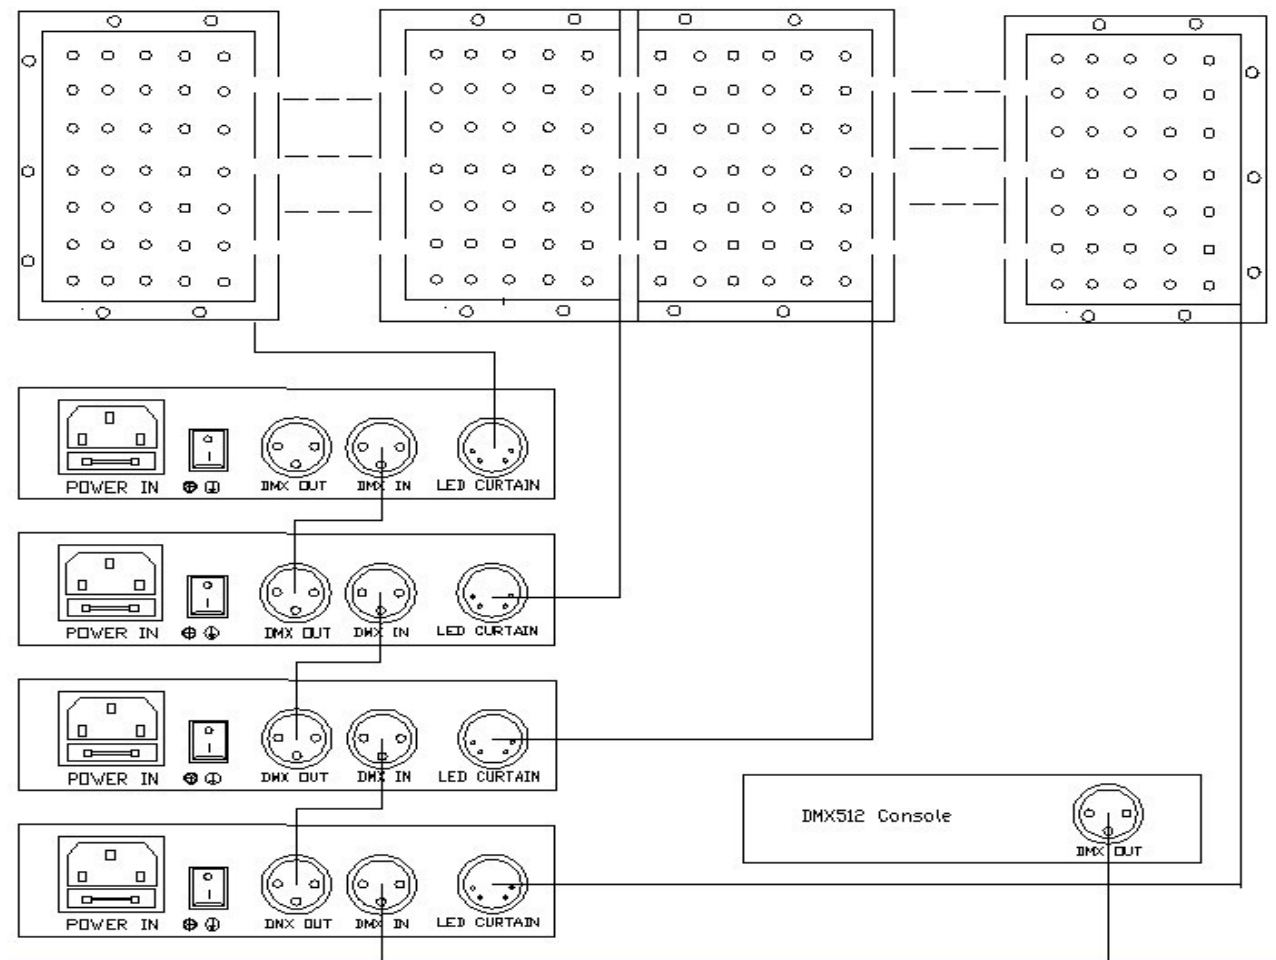 POWER IN DMX OUT DMX IN LED CURTAIN
POWER IN DMX OUT DMX IN LED CURTAIN
POWER IN DMX OUT DMX IN LED CURTAIN
DMX512 Console
DMX OUT
POWER IN DNX OUT DMX IN LED CURTAIN